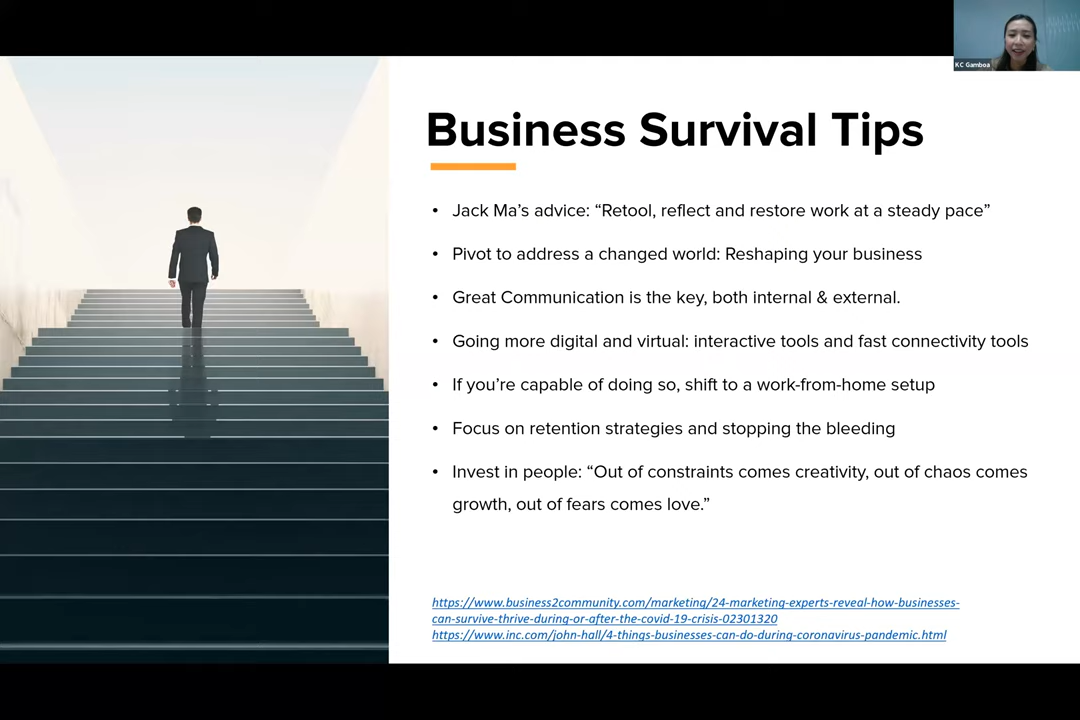 KC Gamboa
Business Survival Tips
• Jack Ma’s advice: “Retool, reflect and restore work at a steady pace”
• Pivot to address a changed world: Reshaping your business
• Great Communication is the key, both internal & external.
• Going more digital and virtual: interactive tools and fast connectivity tools
• If you’re capable of doing so, shift to a work-from-home setup
• Focus on retention strategies and stopping the bleeding
• Invest in people: “Out of constraints comes creativity, out of chaos comes
growth, out of fears comes love.”
https://www.business2community.com/marketing/24-marketing-experts-reveal-how-businesses-
can-survive-thrive-during-or-after-the-covid-19-crisis-02301320
https://www.inc.com/john-hall/4-things-businesses-can-do-during-coronavirus-pandemic.html